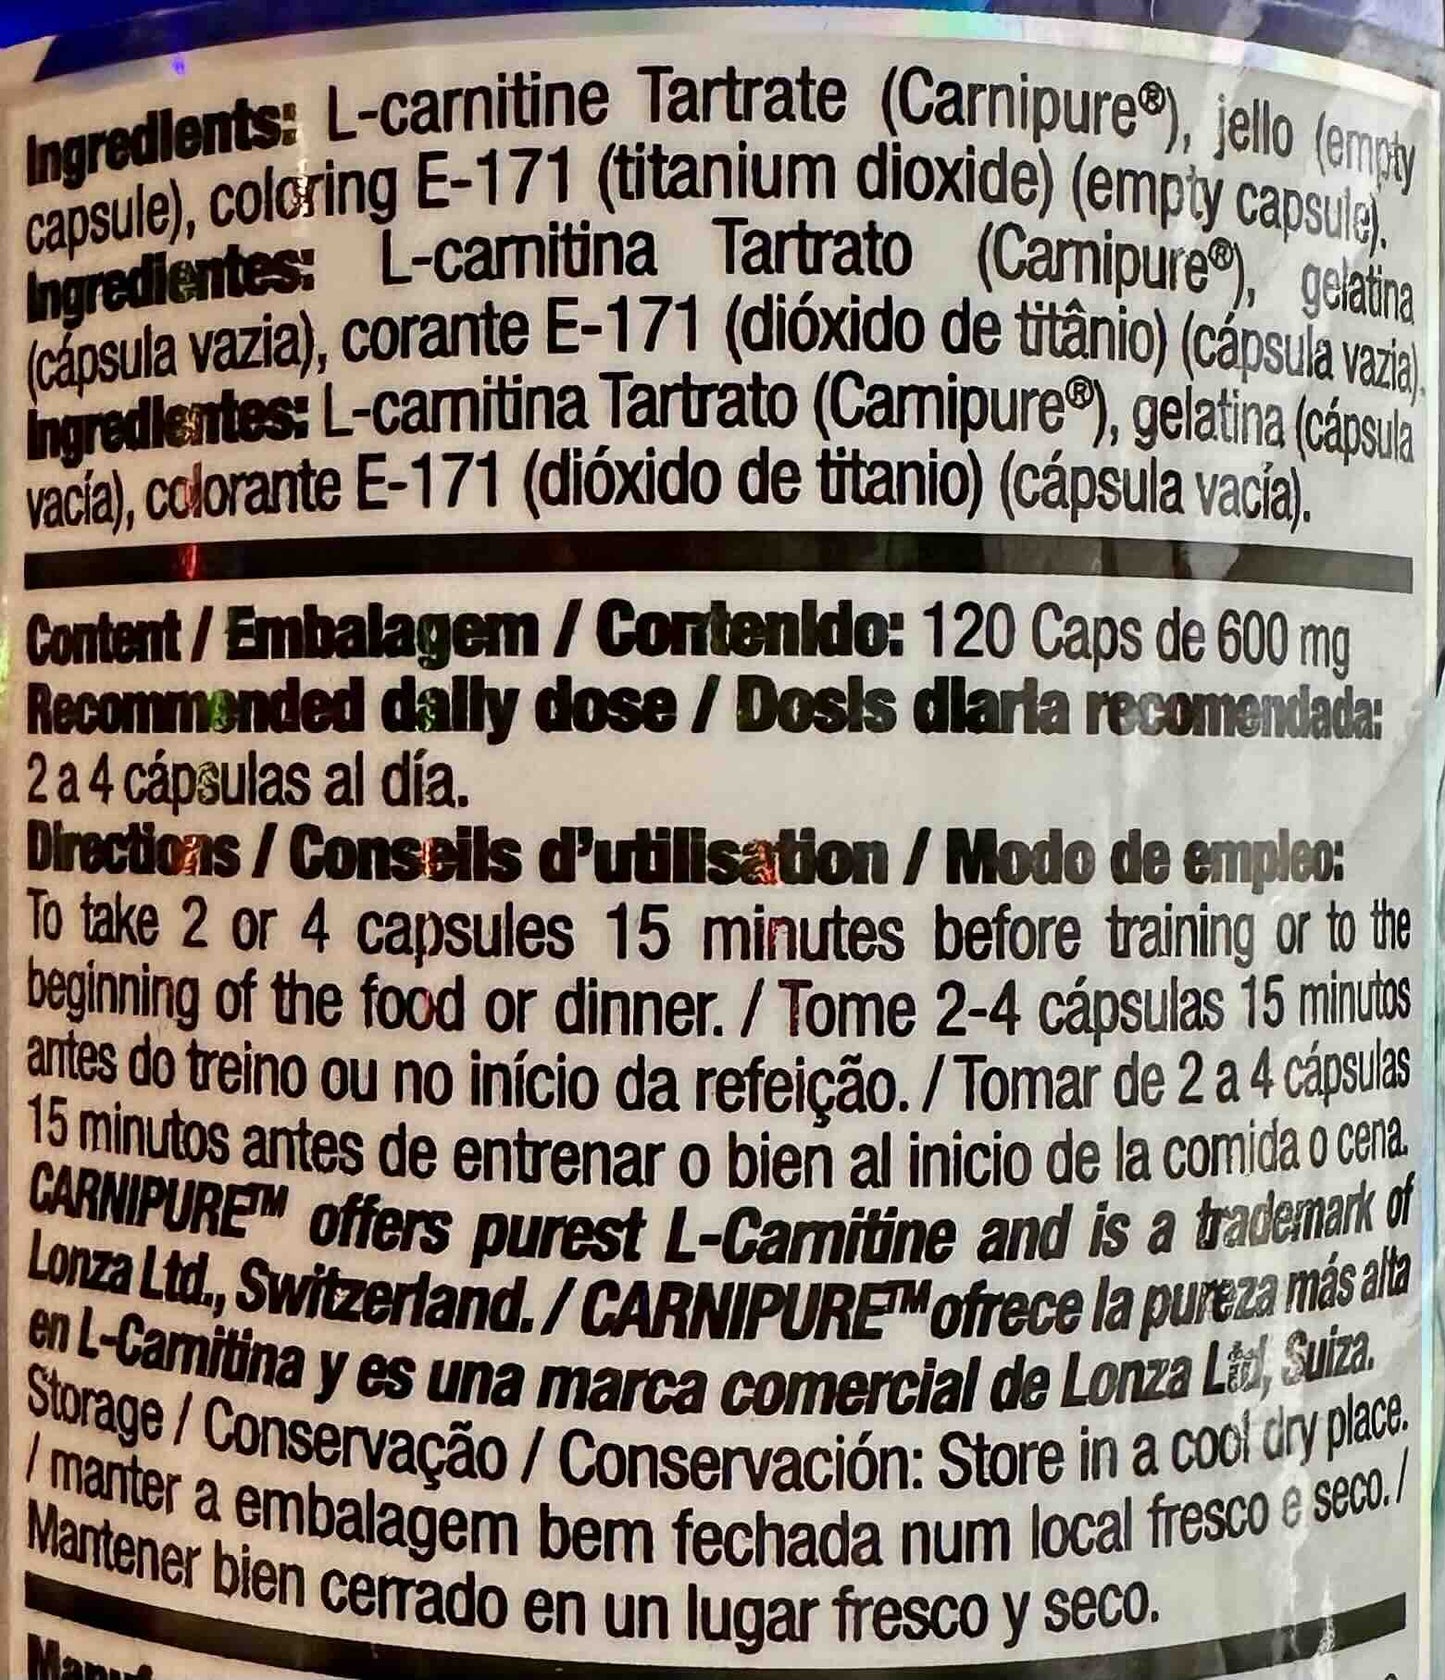 Ingredients: L-carnitine Tartrate (Carnipure®), jello (empty
capsule), coloring E-171 (titanium dioxide) (empty capsule).
Ingredientes: L-carnitina Tartrato (Carnipure®), gelatina
(cápsula vazia), corante E-171 (dióxido de titânio) (cápsula vazia).
Ingredientes: L-carnitina Tartrato (Carnipure®), gelatina (cápsula
vacía), colorante E-171 (dióxido de titanio) (cápsula vacía).
Content / Embalagem / Contenido: 120 Caps de 600 mg
Recommended daily dose / Dosis diaria recomendada:
2 a 4 cápsulas al día.
Directions / Conseils d'utilisation / Modo de empleo:
To take 2 or 4 capsules 15 minutes before training or to the
beginning of the food or dinner. / Tome 2-4 cápsulas 15 minutos
antes do treino ou no início da refeição. / Tomar de 2 a 4 cápsulas
15 minutos antes de entrenar o bien al inicio de la comida o cena.
CARNIPURE™ offers purest L-Carnitine and is a trademark of
Lonza Ltd., Switzerland. / CARNIPURE™ ofrece la pureza más alta
en L-Carnitina y es una marca comercial de Lonza Ltd, Suiza.
Storage / Conservação / Conservación: Store in a cool dry place.
/ manter a embalagem bem fechada num local fresco e seco. /
Mantener bien cerrado en un lugar fresco y seco.